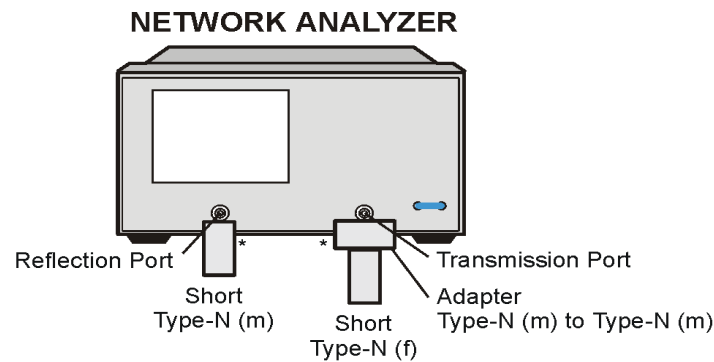 NETWORK ANALYZER
*
*
Reflection Port
Transmission Port
Short
Type-N (m)
Short
Type-N (f)
Adapter
Type-N (m) to Type-N (m)